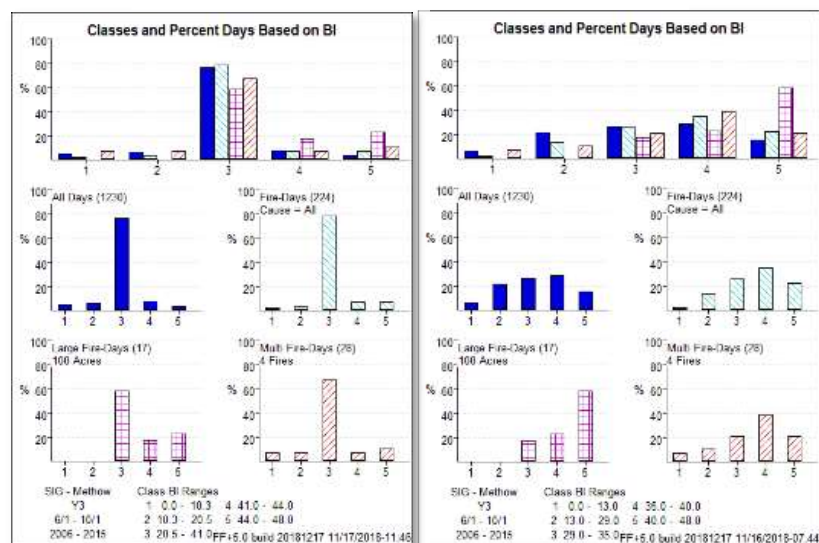 Classes and Percent Days Based on BI
100
80
%
60
40
20
1 2 3 4 5
100
All Days (1230)
80
%
60
40
20
1 2 3 4 5
100
Fire-Days (224)
Cause = All
80
%
60
40
20
1 2 3 4 5
100
Large Fire-Days (17)
100 Acres
80
%
60
40
20
1 2 3 4 5
100
Multi Fire-Days (28)
4 Fires
80
%
60
40
20
1 2 3 4 5
SIG - Methow Class BI Ranges
Y3 1 0.0 - 10.3 4 41.0 - 44.0
6/1 - 10/1 2 10.3 - 20.5 5 44.0 - 48.0
2006 - 2015 3 20.5 - 41.0 FF+5.0 build 20181217 11/17/2018-11.46
Classes and Percent Days Based on BI
100
80
%
60
40
20
1 2 3 4 5
100
All Days (1230)
80
%
60
40
20
1 2 3 4 5
100
Fire-Days (224)
Cause = All
80
%
60
40
20
1 2 3 4 5
100
Large Fire-Days (17)
100 Acres
80
%
60
40
20
1 2 3 4 5
100
Multi Fire-Days (28)
4 Fires
80
%
60
40
20
1 2 3 4 5
SIG - Methow Class BI Ranges
Y3 1 0.0 - 13.0 4 35.0 - 40.0
6/1 - 10/1 2 13.0 - 29.0 5 40.0 - 48.0
2006 - 2015 3 29.0 - 35.0 FF+5.0 build 20181217 11/16/2018-07.44